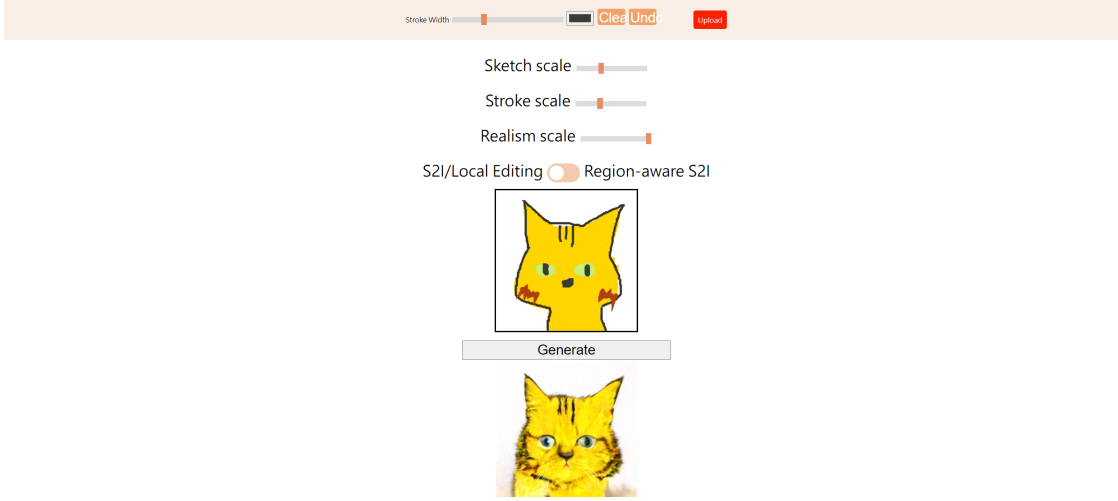 Stroke Width Clea Undo Upload
Sketch scale
Stroke scale
Realism scale
S2I/Local Editing Region-aware S2I
Generate